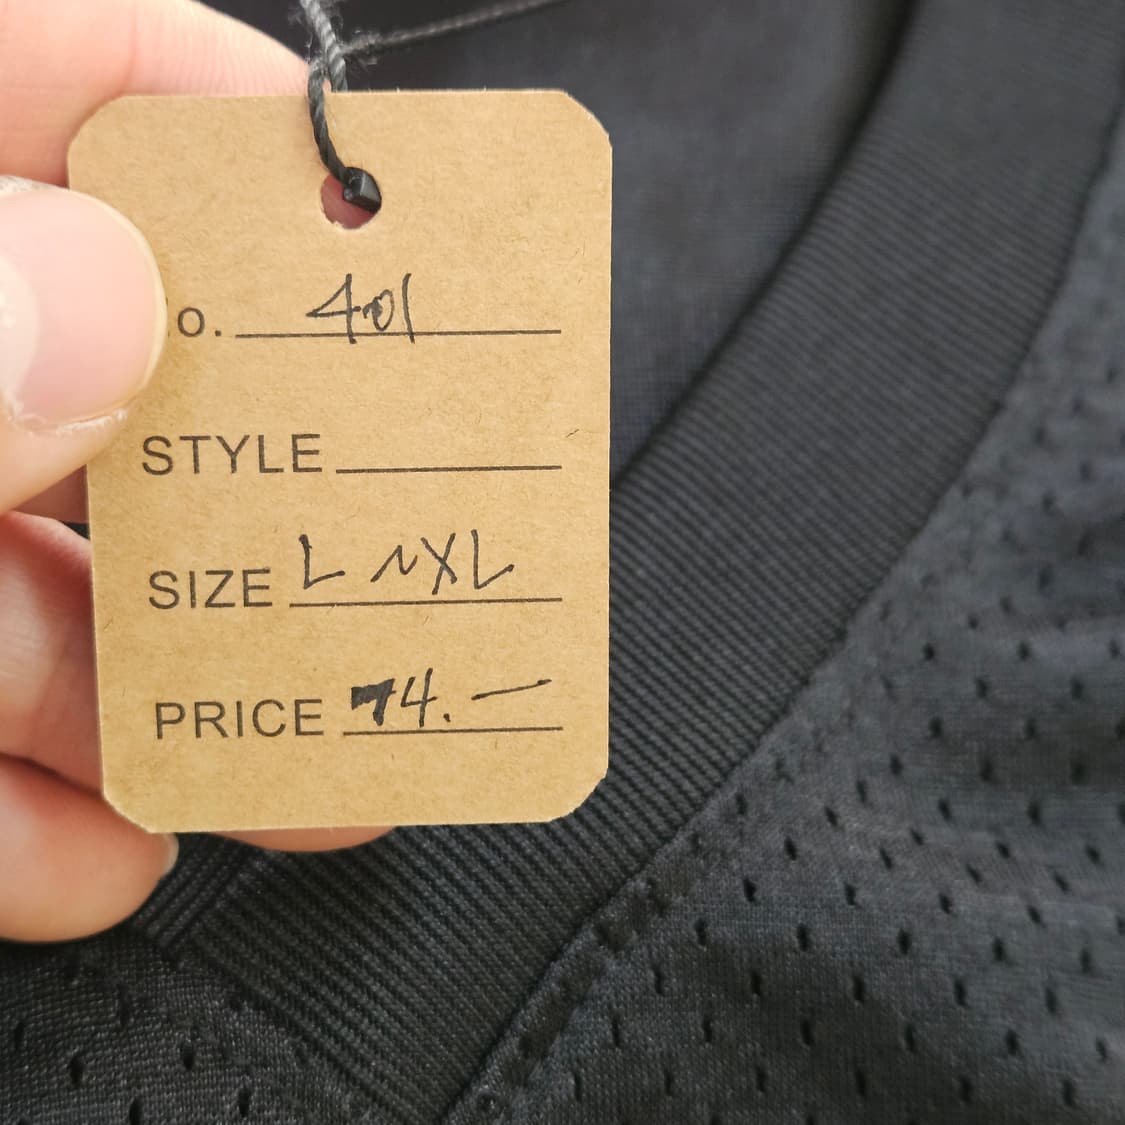 o. 401
STYLE
SIZE L ~XL
PRICE 74.—